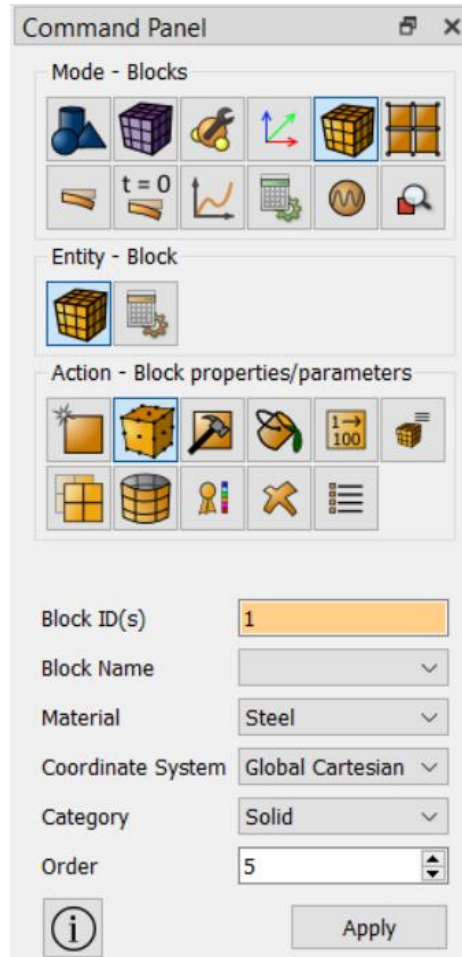 Command Panel
Mode - Blocks
t = 0
Entity - Block
Action - Block properties/parameters
1→
100
Block ID(s) 1
Block Name
Material Steel
Coordinate System Global Cartesian
Category Solid
Order 5
i Apply